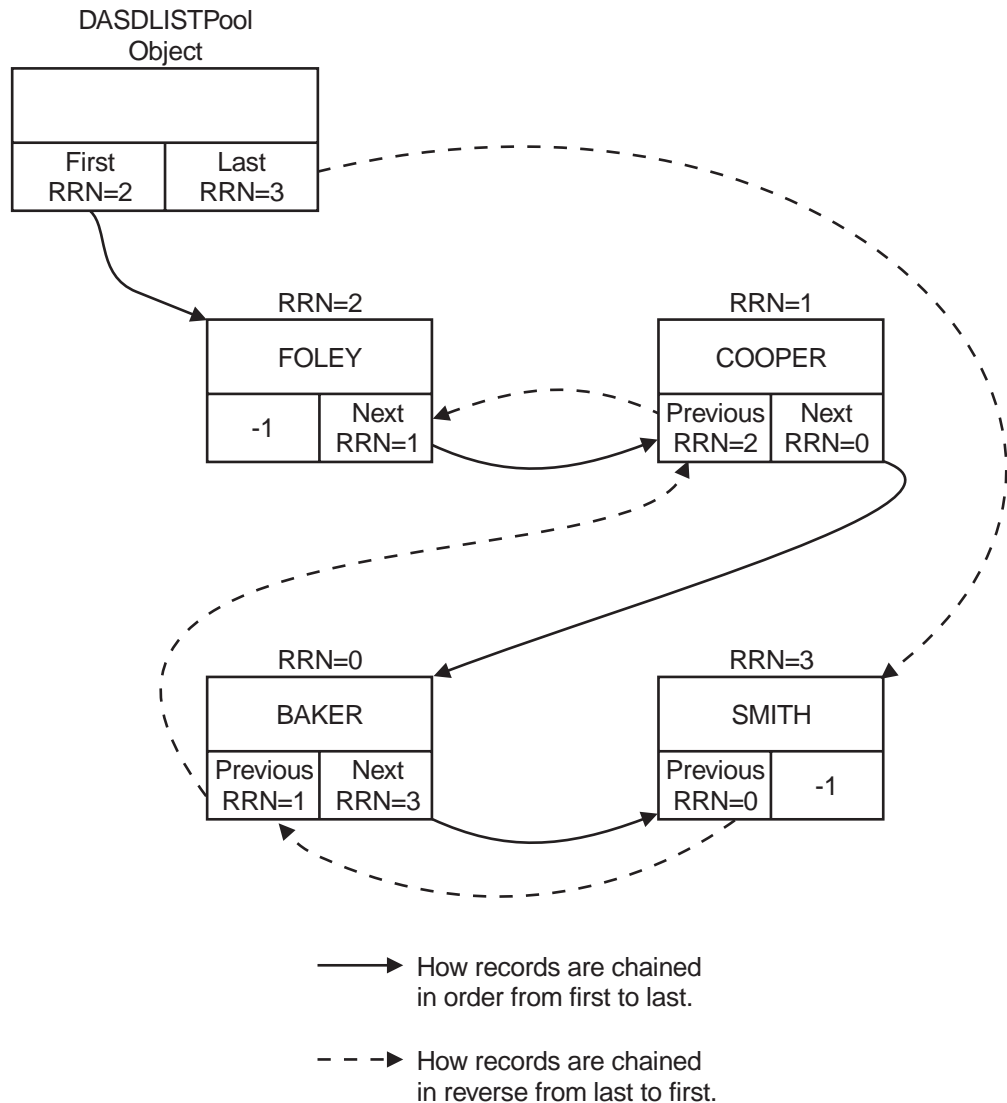 DASDLISTPool
Object
First
RRN=2
Last
RRN=3
RRN=2
FOLEY
-1
Next
RRN=1
RRN=1
COOPER
Previous
RRN=2
Next
RRN=0
RRN=0
BAKER
Previous
RRN=1
Next
RRN=3
RRN=3
SMITH
Previous
RRN=0
-1
How records are chained
in order from first to last.
How records are chained
in reverse from last to first.